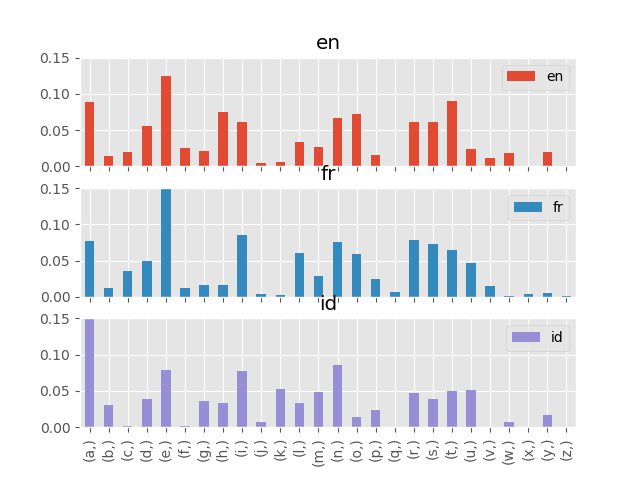 en
0.15
0.10
0.05
0.00
en
fr
0.15
0.10
0.05
0.00
fr
id
0.15
0.10
0.05
0.00
id
(a,) (b,) (c,) (d,) (e,) (f,) (g,) (h,) (i,) (j,) (k,) (l,) (m,) (n,) (o,) (p,) (q,) (r,) (s,) (t,) (u,) (v,) (w,) (x,) (y,) (z,)